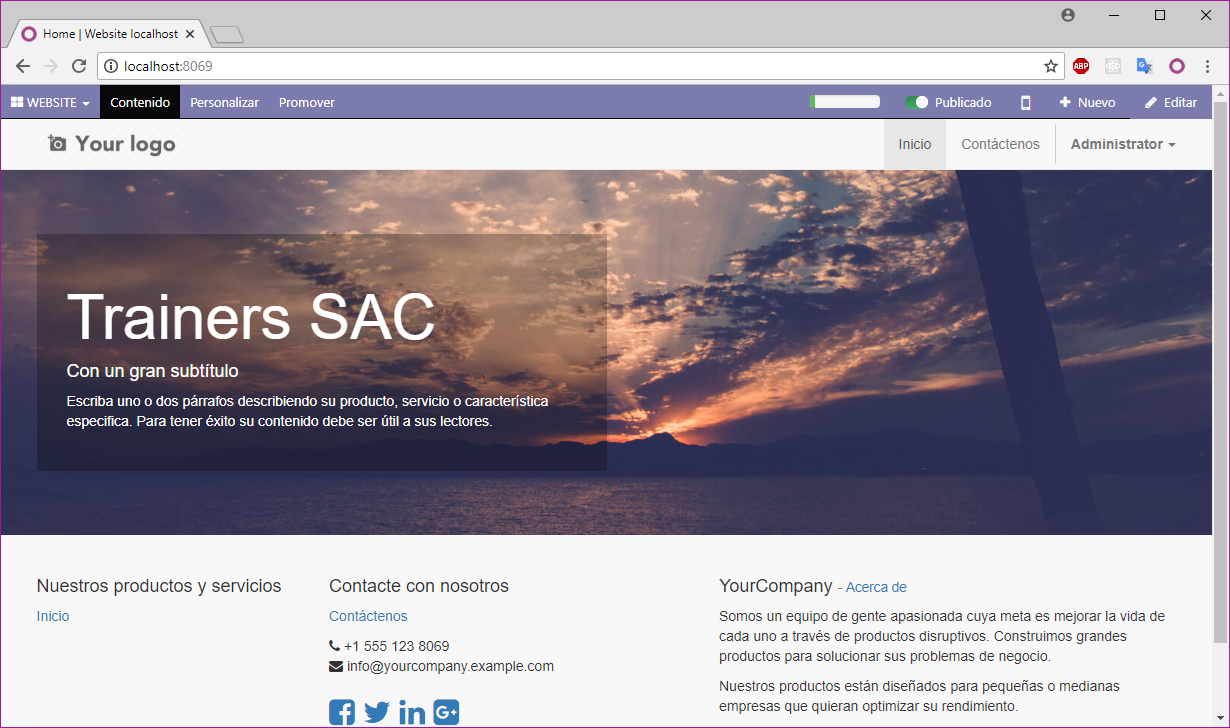 Home | Website localhost
localhost:8069
ABP
WEBSITE Contenido Personalizar Promover Publicado Nuevo Editar
Your logo Inicio Contáctenos Administrator
Trainers SAC
Con un gran subtítulo
Escriba uno o dos párrafos describiendo su producto, servicio o característica
especifica. Para tener éxito su contenido debe ser útil a sus lectores.
Nuestros productos y servicios
Inicio
Contacte con nosotros
Contáctenos
+1 555 123 8069
info@yourcompany.example.com
YourCompany - Acerca de
Somos un equipo de gente apasionada cuya meta es mejorar la vida de
cada uno a través de productos disruptivos. Construimos grandes
productos para solucionar sus problemas de negocio.
Nuestros productos están diseñados para pequeñas o medianas
empresas que quieran optimizar su rendimiento.